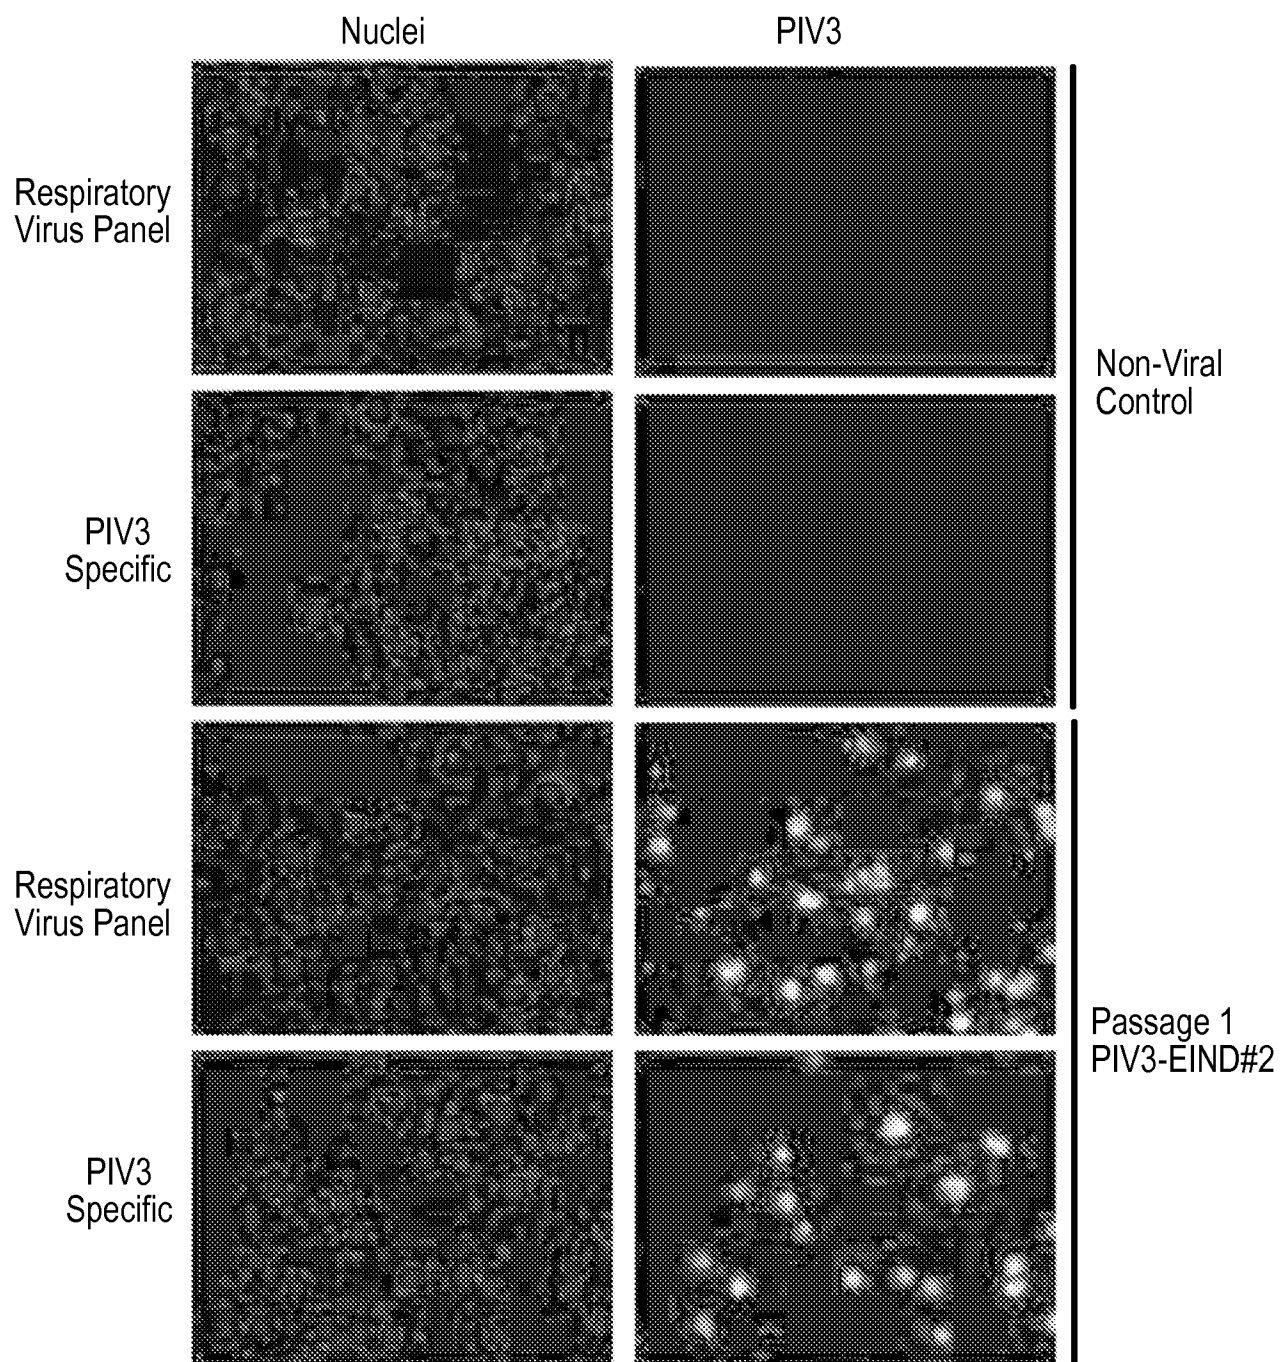 Nuclei
PIV3
Respiratory
Virus Panel
Non-Viral
Control
PIV3
Specific
Respiratory
Virus Panel
Passage 1
PIV3-EIND#2
PIV3
Specific